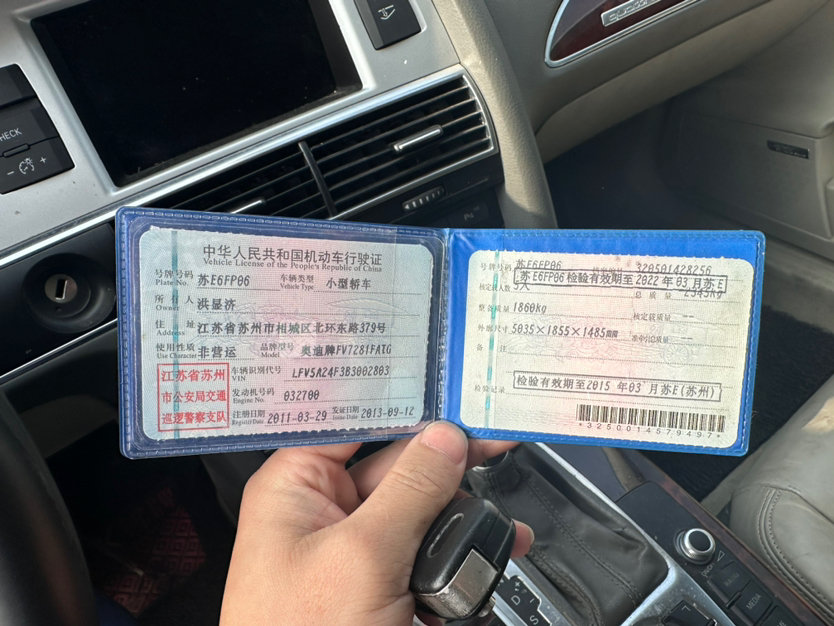 CHECK
中华人民共和国机动车行驶证
Vehicle License of the People's Republic of China
号牌号码 苏E6FP06 车辆类型 小型轿车
Plate No. Vehicle Type
所有人 洪显济
Owner
住址 江苏省苏州市相城区北环东路379号
Address
使用性质 非营运 品牌型号 奥迪牌FV7281FATG
Use Character Model
江苏省苏州
市公安局交通
巡逻警察支队
车辆识别代号 LFV5A24F3B3002803
VIN
发动机号码 032700
Engine No.
注册日期 2011-03-29 发证日期 2013-09-12
Register Date Issue Date
号牌号码 苏E6FP06 320501428256
苏E6FP06 检验有效期至2022年03月苏E
核定载人数 5人 总质量 2345kg
整备质量 1860kg 核定载质量 --
外廓尺寸 5035×1855×1485mm 准牵引总质量 --
备注
检验记录 检验有效期至2015年03月苏E(苏州)
*3250014579497*
D
S
MEDIA